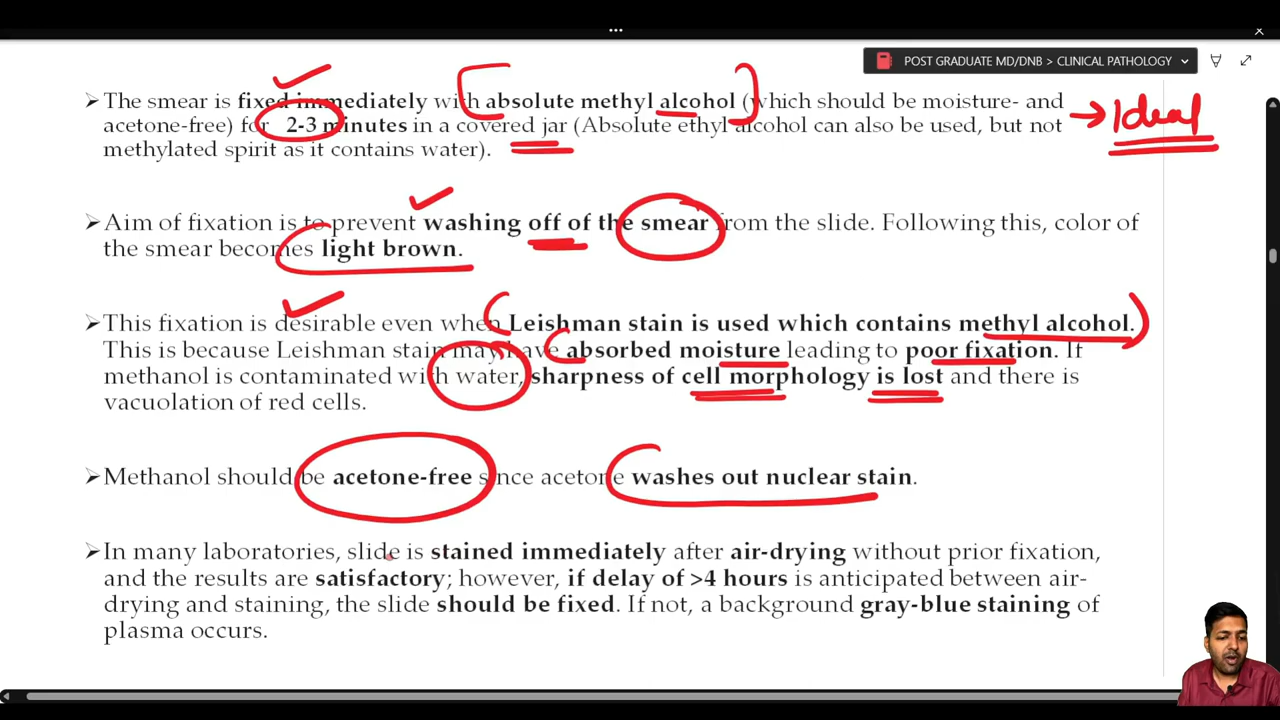 POST GRADUATE MD/DNB > CLINICAL PATHOLOGY
➢ The smear is fixed immediately with absolute methyl alcohol (which should be moisture- and
acetone-free) for 2-3 minutes in a covered jar (Absolute ethyl alcohol can also be used, but not
methylated spirit as it contains water).
→ Ideal
➢ Aim of fixation is to prevent washing off of the smear from the slide. Following this, color of
the smear becomes light brown.
➢ This fixation is desirable even when Leishman stain is used which contains methyl alcohol.
This is because Leishman stain may have absorbed moisture leading to poor fixation. If
methanol is contaminated with water, sharpness of cell morphology is lost and there is
vacuolation of red cells.
➢ Methanol should be acetone-free since acetone washes out nuclear stain.
➢ In many laboratories, slide is stained immediately after air-drying without prior fixation,
and the results are satisfactory; however, if delay of >4 hours is anticipated between air-
drying and staining, the slide should be fixed. If not, a background gray-blue staining of
plasma occurs.